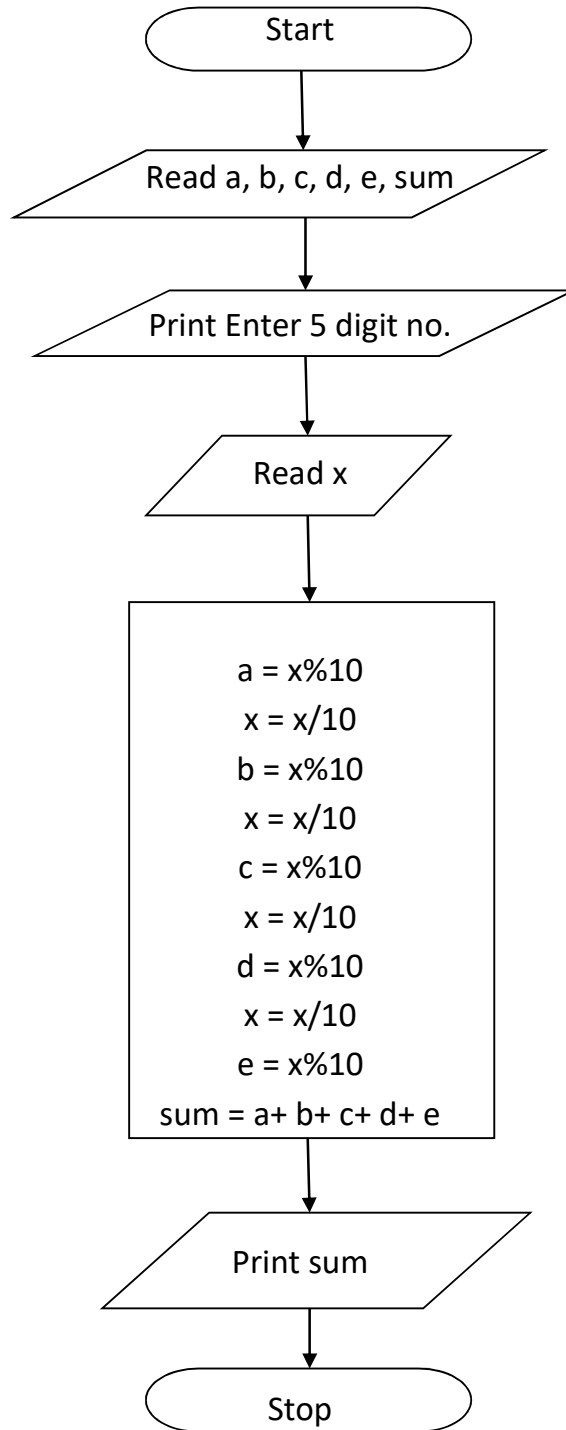 Start
Read a, b, c, d, e, sum
Print Enter 5 digit no.
Read x
a = x%10
x = x/10
b = x%10
x = x/10
c = x%10
x = x/10
d = x%10
x = x/10
e = x%10
sum = a+ b+ c+ d+ e
Print sum
Stop